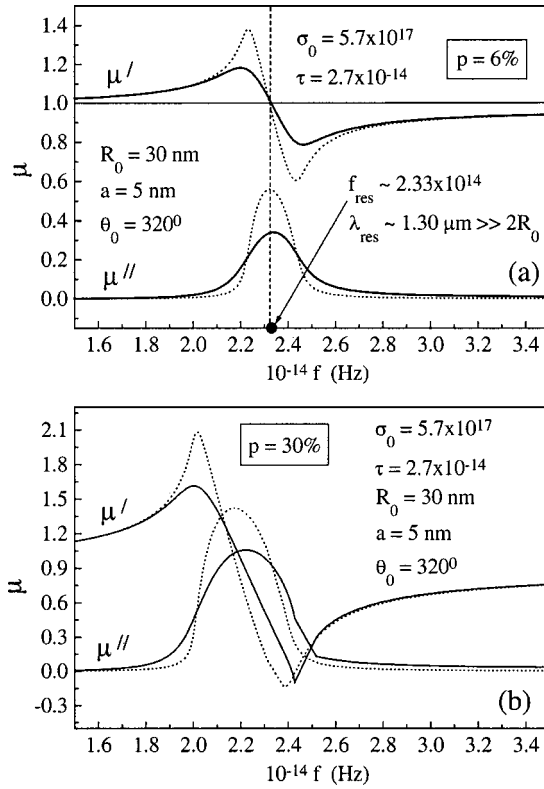 1.4
1.2
1.0
0.8
0.6
0.4
0.2
0.0
μ
μ/
μ//
σ0 = 5.7x10^17
τ = 2.7x10^-14
p = 6%
R0 = 30 nm
a = 5 nm
θ0 = 320^0
fres ~ 2.33x10^14
λres ~ 1.30 μm >> 2R0
(a)
1.6 1.8 2.0 2.2 2.4 2.6 2.8 3.0 3.2 3.4
10^-14 f (Hz)
2.1
1.8
1.5
1.2
0.9
0.6
0.3
0.0
-0.3
μ
μ/
μ//
p = 30%
σ0 = 5.7x10^17
τ = 2.7x10^-14
R0 = 30 nm
a = 5 nm
θ0 = 320^0
(b)
1.6 1.8 2.0 2.2 2.4 2.6 2.8 3.0 3.2 3.4
10^-14 f (Hz)